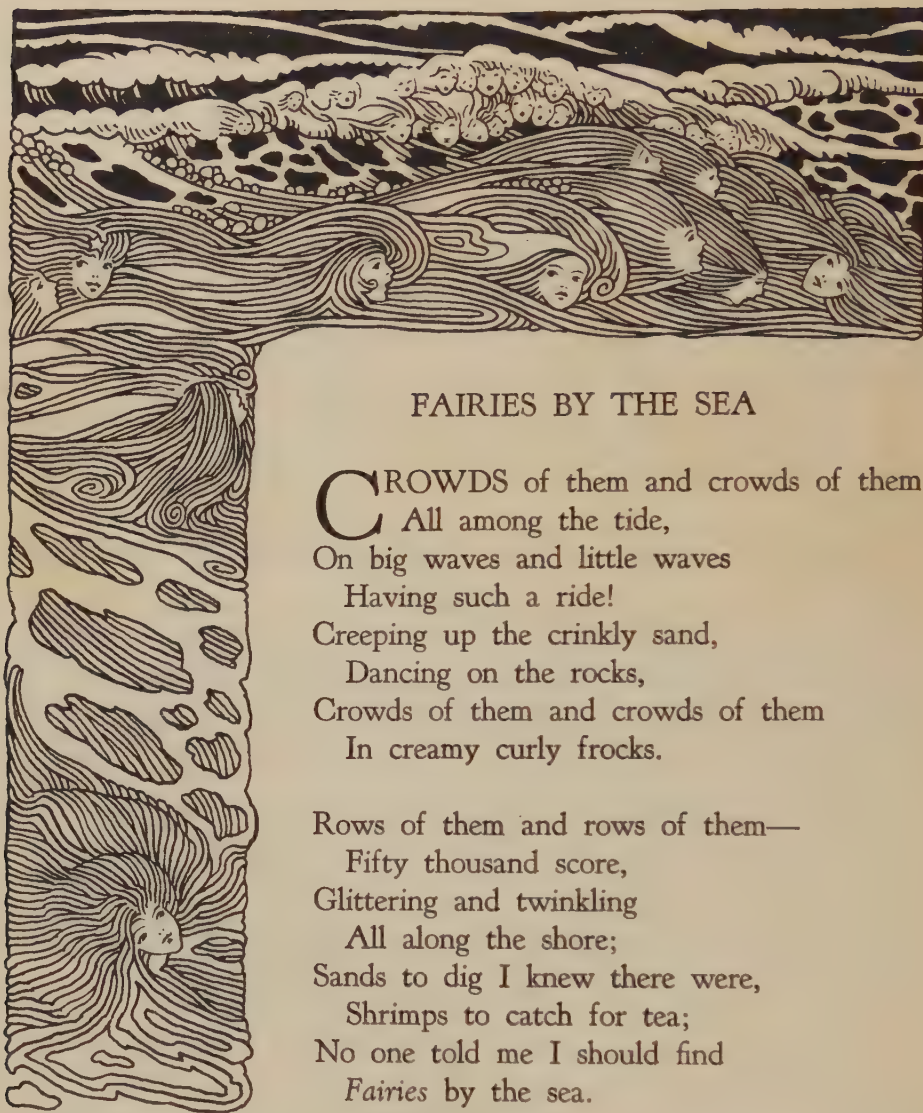 FAIRIES BY THE SEA
CROWDS of them and crowds of them
All among the tide,
On big waves and little waves
Having such a ride!
Creeping up the crinkly sand,
Dancing on the rocks,
Crowds of them and crowds of them
In creamy curly frocks.
Rows of them and rows of them—
Fifty thousand score,
Glittering and twinkling
All along the shore;
Sands to dig I knew there were,
Shrimps to catch for tea;
No one told me I should find
Fairies by the sea.